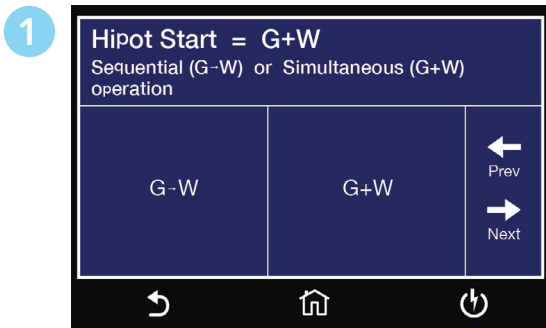 1
Hipot Start = G+W
Sequential (G→W) or Simultaneous (G+W)
operation
G→W
G+W
Prev
Next